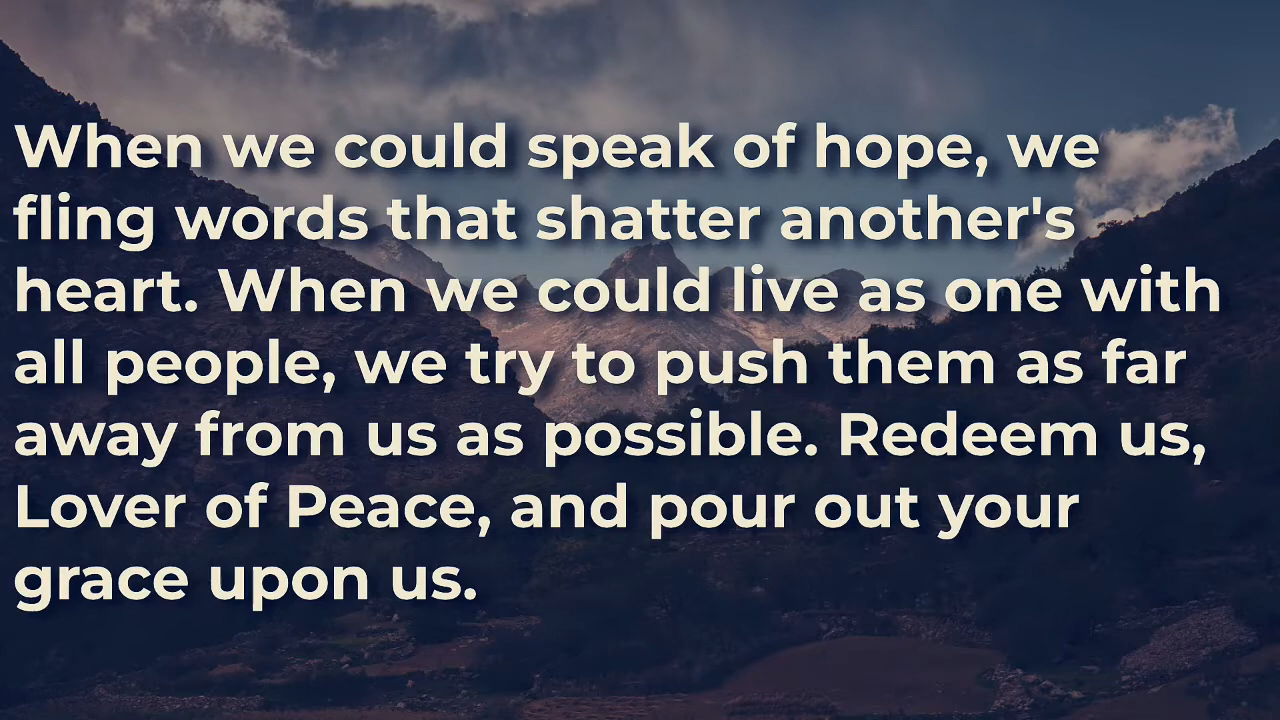 When we could speak of hope, we
fling words that shatter another's
heart. When we could live as one with
all people, we try to push them as far
away from us as possible. Redeem us,
Lover of Peace, and pour out your
grace upon us.